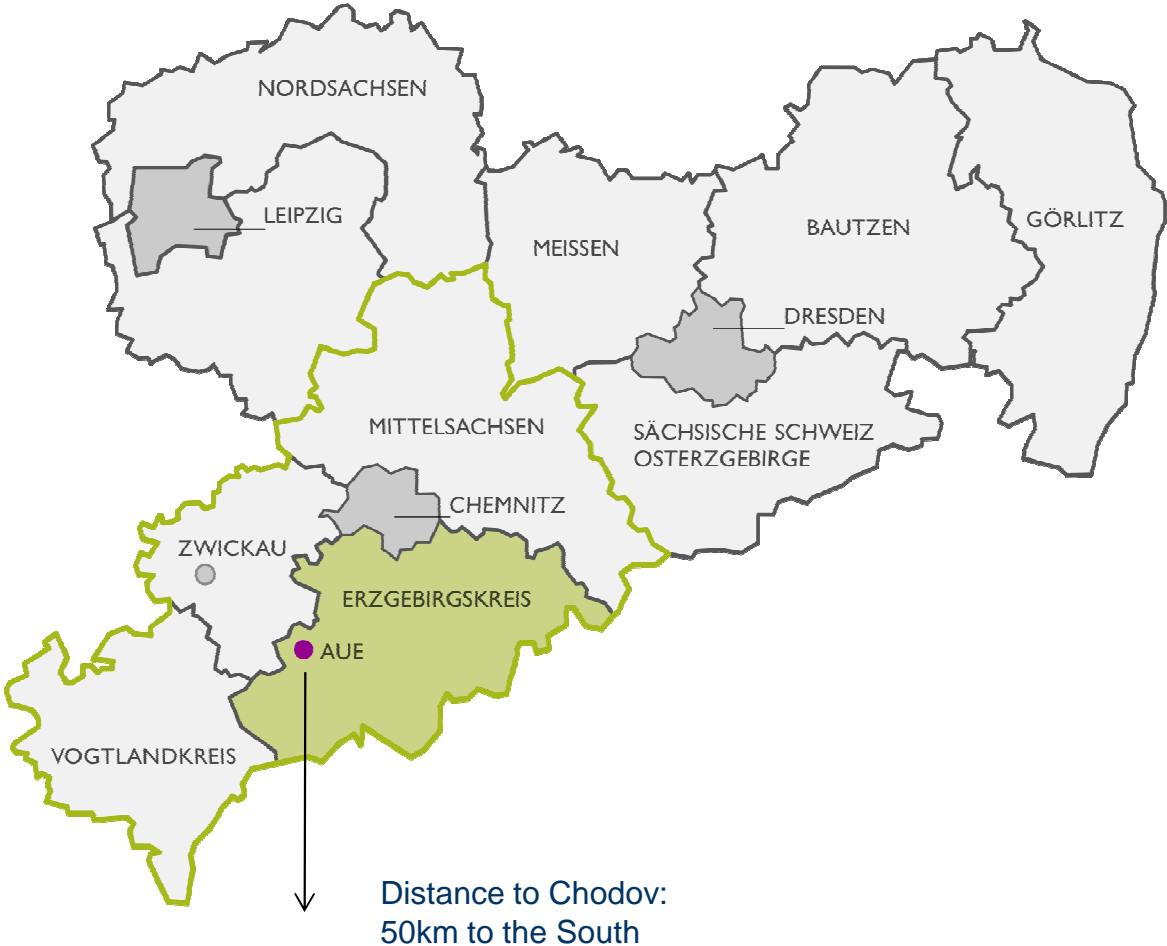 NORDSACHSEN
LEIPZIG
MEISSEN
BAUTZEN
GÖRLITZ
DRESDEN
MITTELSACHSEN
SÄCHSISCHE SCHWEIZ
OSTERZGEBIRGE
CHEMNITZ
ZWICKAU
ERZGEBIRGSKREIS
AUE
VOGTLANDKREIS
Distance to Chodov:
50km to the South